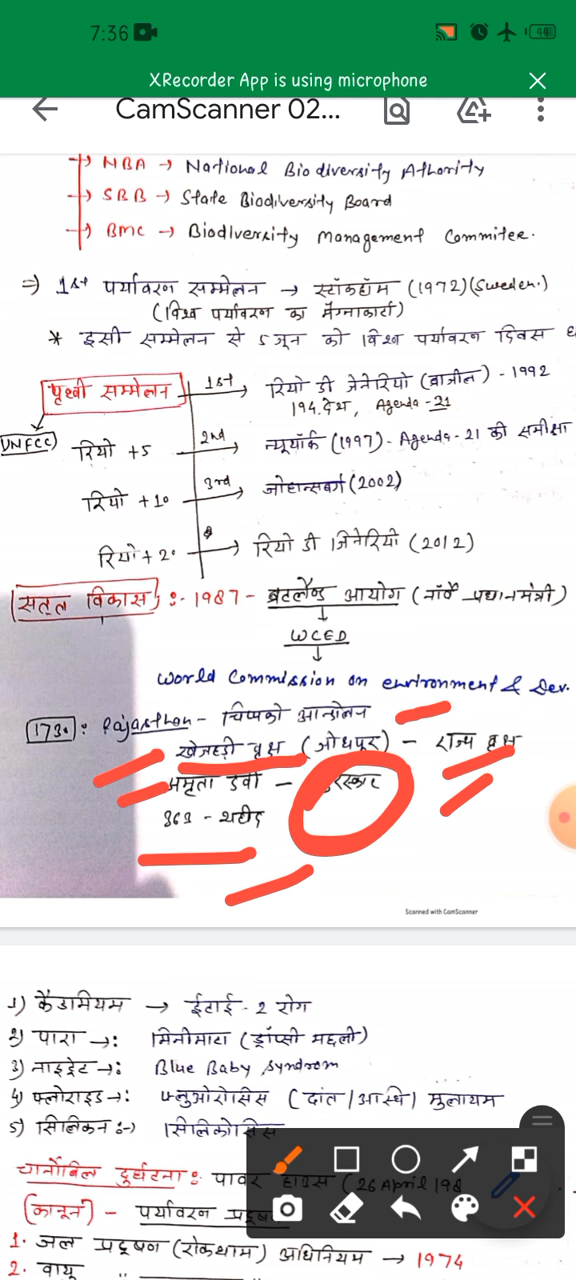 7:36
XRecorder App is using microphone
CamScanner 02...
→ NBA → National Biodiversity Authority
→ SBB → State Biodiversity Board
→ BMC → Biodiversity Management Commitee.
⇒ 1st पर्यावरण सम्मेलन → स्टॉकहोम (1972) (Sweden.)
(विश्व पर्यावरण का मैग्नाकार्टा)
* इसी सम्मेलन से 5 जून को विश्व पर्यावरण दिवस
पृथ्वी सम्मेलन 1st → रियो डी जेनेरियो (ब्राजील) - 1992
194 देश, Agenda-21
UNFCC
रियो +5 2nd → न्यूयॉर्क (1997) - Agenda-21 की समीक्षा
रियो +10 3rd → जोहान्सबर्ग (2002)
रियो+20 → रियो डी जिनेरियो (2012)
सतत विकास :- 1987 - ब्रटलैण्ड आयोग (नॉर्वे प्रधानमंत्री)
↓
WCED
↓
World Commission on environment & Dev.
1730: Rajasthan - चिपको आन्दोलन
खेजड़ी वृक्ष (जोधपुर) - राज्य वृक्ष
363 - शहीद
Scanned with CamScanner
1) कैडमियम → ईटाई-2 रोग
2) पारा →: मिनीमाटा (ड्रॉप्सी मछली)
3) नाइट्रेट →: Blue Baby Syndrom
4) फ्लोराइड →: फ्लुओरोसिस (दांत/अस्थि) मुलायम
5) सिलिकन :→ सिलिकोसिस
चार्नोबिल दुर्घटना: पावर हाउस (26 April 198
(कानून) - पर्यावरण प्रदूषण
1. जल प्रदूषण (रोकथाम) अधिनियम → 1974
2. वायु " "